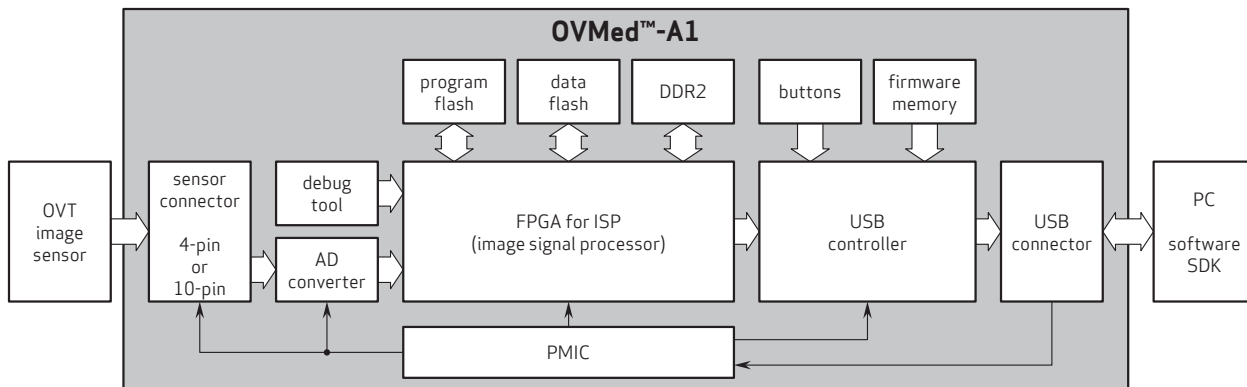 OVMed™-A1
program
flash
data
flash
DDR2
buttons
firmware
memory
OVT
image
sensor
sensor
connector
4-pin
or
10-pin
debug
tool
AD
converter
FPGA for ISP
(image signal processor)
USB
controller
USB
connector
PC
software
SDK
PMIC